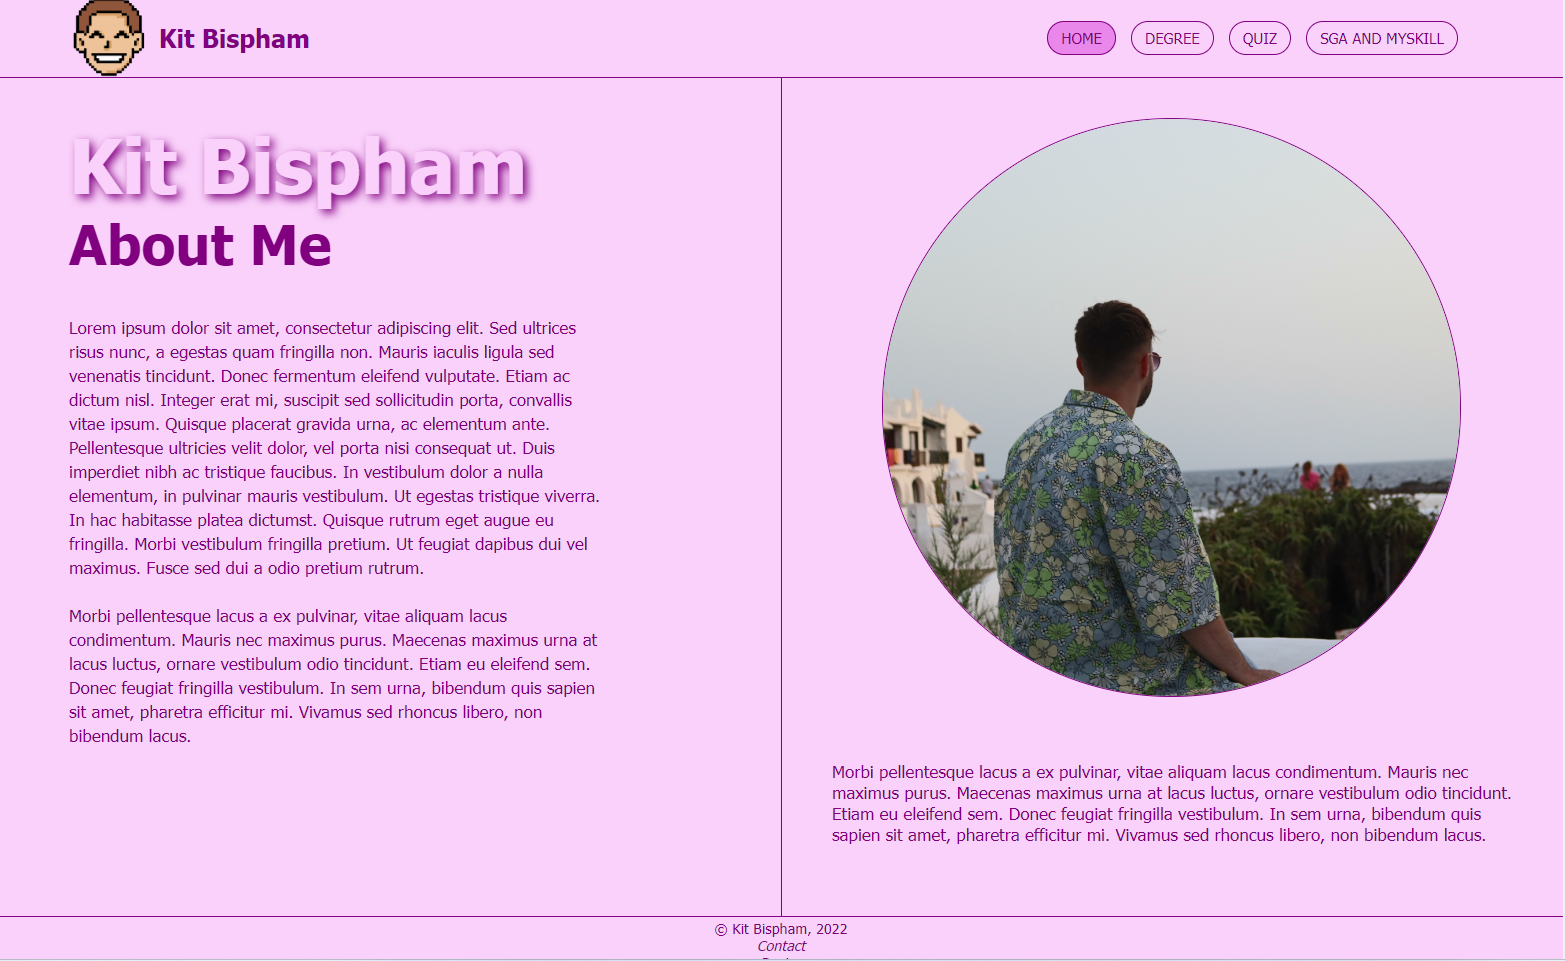 Kit Bispham
HOME
DEGREE
QUIZ
SGA AND MYSKILL
Kit Bispham
About Me
Lorem ipsum dolor sit amet, consectetur adipiscing elit. Sed ultrices
risus nunc, a egestas quam fringilla non. Mauris iaculis ligula sed
venenatis tincidunt. Donec fermentum eleifend vulputate. Etiam ac
dictum nisl. Integer erat mi, suscipit sed sollicitudin porta, convallis
vitae ipsum. Quisque placerat gravida urna, ac elementum ante.
Pellentesque ultricies velit dolor, vel porta nisi consequat ut. Duis
imperdiet nibh ac tristique faucibus. In vestibulum dolor a nulla
elementum, in pulvinar mauris vestibulum. Ut egestas tristique viverra.
In hac habitasse platea dictumst. Quisque rutrum eget augue eu
fringilla. Morbi vestibulum fringilla pretium. Ut feugiat dapibus dui vel
maximus. Fusce sed dui a odio pretium rutrum.
Morbi pellentesque lacus a ex pulvinar, vitae aliquam lacus
condimentum. Mauris nec maximus purus. Maecenas maximus urna at
lacus luctus, ornare vestibulum odio tincidunt. Etiam eu eleifend sem.
Donec feugiat fringilla vestibulum. In sem urna, bibendum quis sapien
sit amet, pharetra efficitur mi. Vivamus sed rhoncus libero, non
bibendum lacus.
Morbi pellentesque lacus a ex pulvinar, vitae aliquam lacus condimentum. Mauris nec
maximus purus. Maecenas maximus urna at lacus luctus, ornare vestibulum odio tincidunt.
Etiam eu eleifend sem. Donec feugiat fringilla vestibulum. In sem urna, bibendum quis
sapien sit amet, pharetra efficitur mi. Vivamus sed rhoncus libero, non bibendum lacus.
© Kit Bispham, 2022
Contact